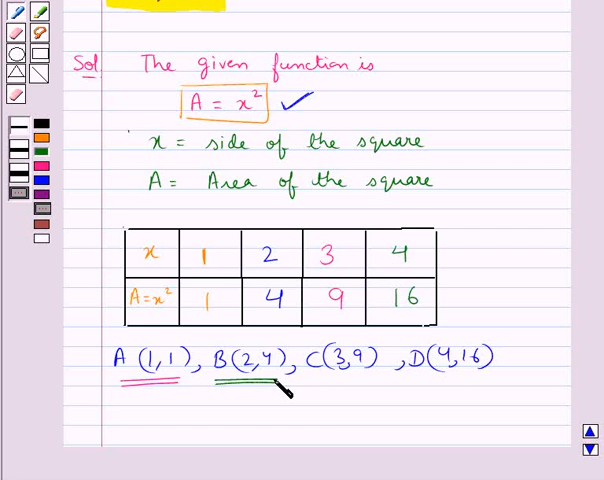 Sol The given function is
A = x²
x = side of the square
A = Area of the square
x 1 2 3 4
A=x² 1 4 9 16
A(1,1), B(2,4), C(3,9) , D(4,16)